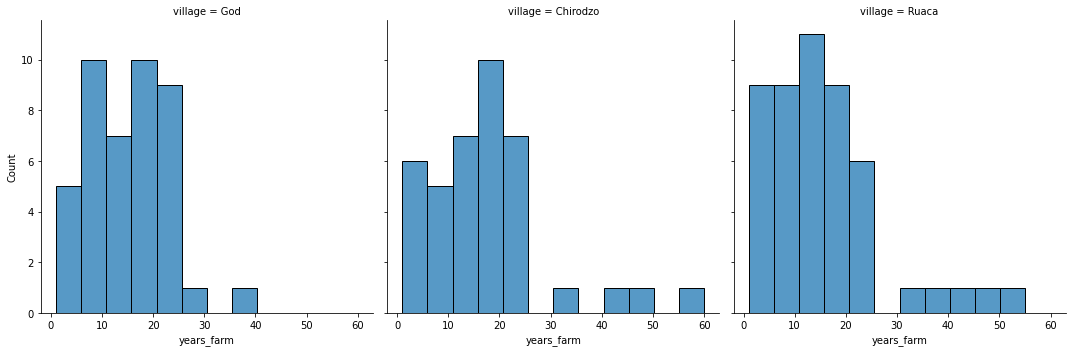 village = God
village = Chirodzo
village = Ruaca
Count
10
8
6
4
2
0
0 10 20 30 40 50 60
0 10 20 30 40 50 60
0 10 20 30 40 50 60
years_farm
years_farm
years_farm